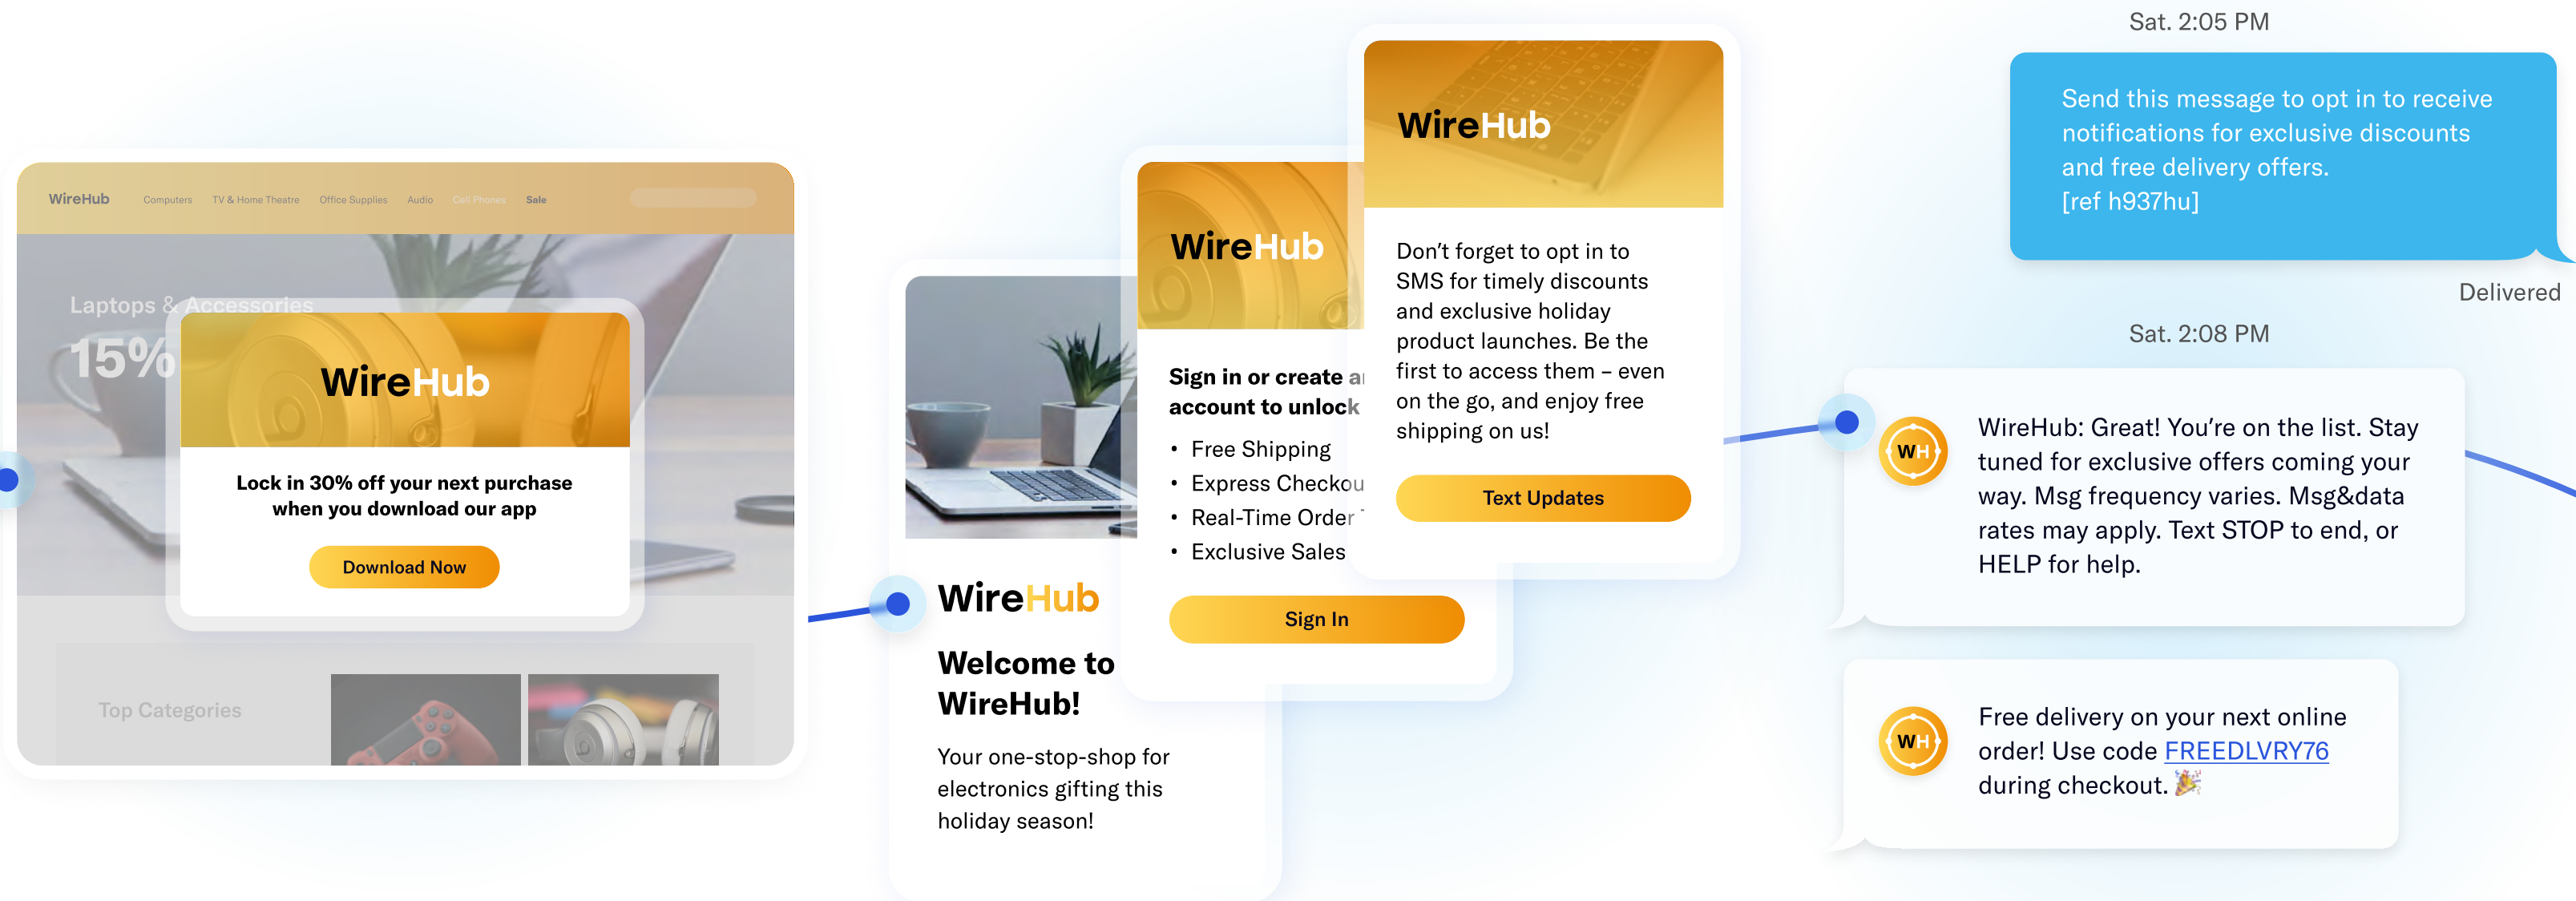 WireHub
Computers
TV & Home Theatre
Office Supplies
Audio
Cell Phones
Sale
Laptops & Accessories
15%
WireHub
Lock in 30% off your next purchase
when you download our app
Download Now
Top Categories
WireHub
Welcome to
WireHub!
Your one-stop-shop for
electronics gifting this
holiday season!
WireHub
Sign in or create
account to unlock
• Free Shipping
• Express
• Real-Time Order
• Exclusive Sales
Sign In
WireHub
Don’t forget to opt in to
SMS for timely discounts
and exclusive holiday
product launches. Be the
first to access them – even
on the go, and enjoy free
shipping on us!
Text Updates
Sat. 2:05 PM
Send this message to opt in to receive
notifications for exclusive discounts
and free delivery offers.
[ref h937hu]
Delivered
Sat. 2:08 PM
WH
WireHub: Great! You’re on the list. Stay
tuned for exclusive offers coming your
way. Msg frequency varies. Msg&data
rates may apply. Text STOP to end, or
HELP for help.
WH
Free delivery on your next online
order! Use code FREEDLVRY76
during checkout. 🎉